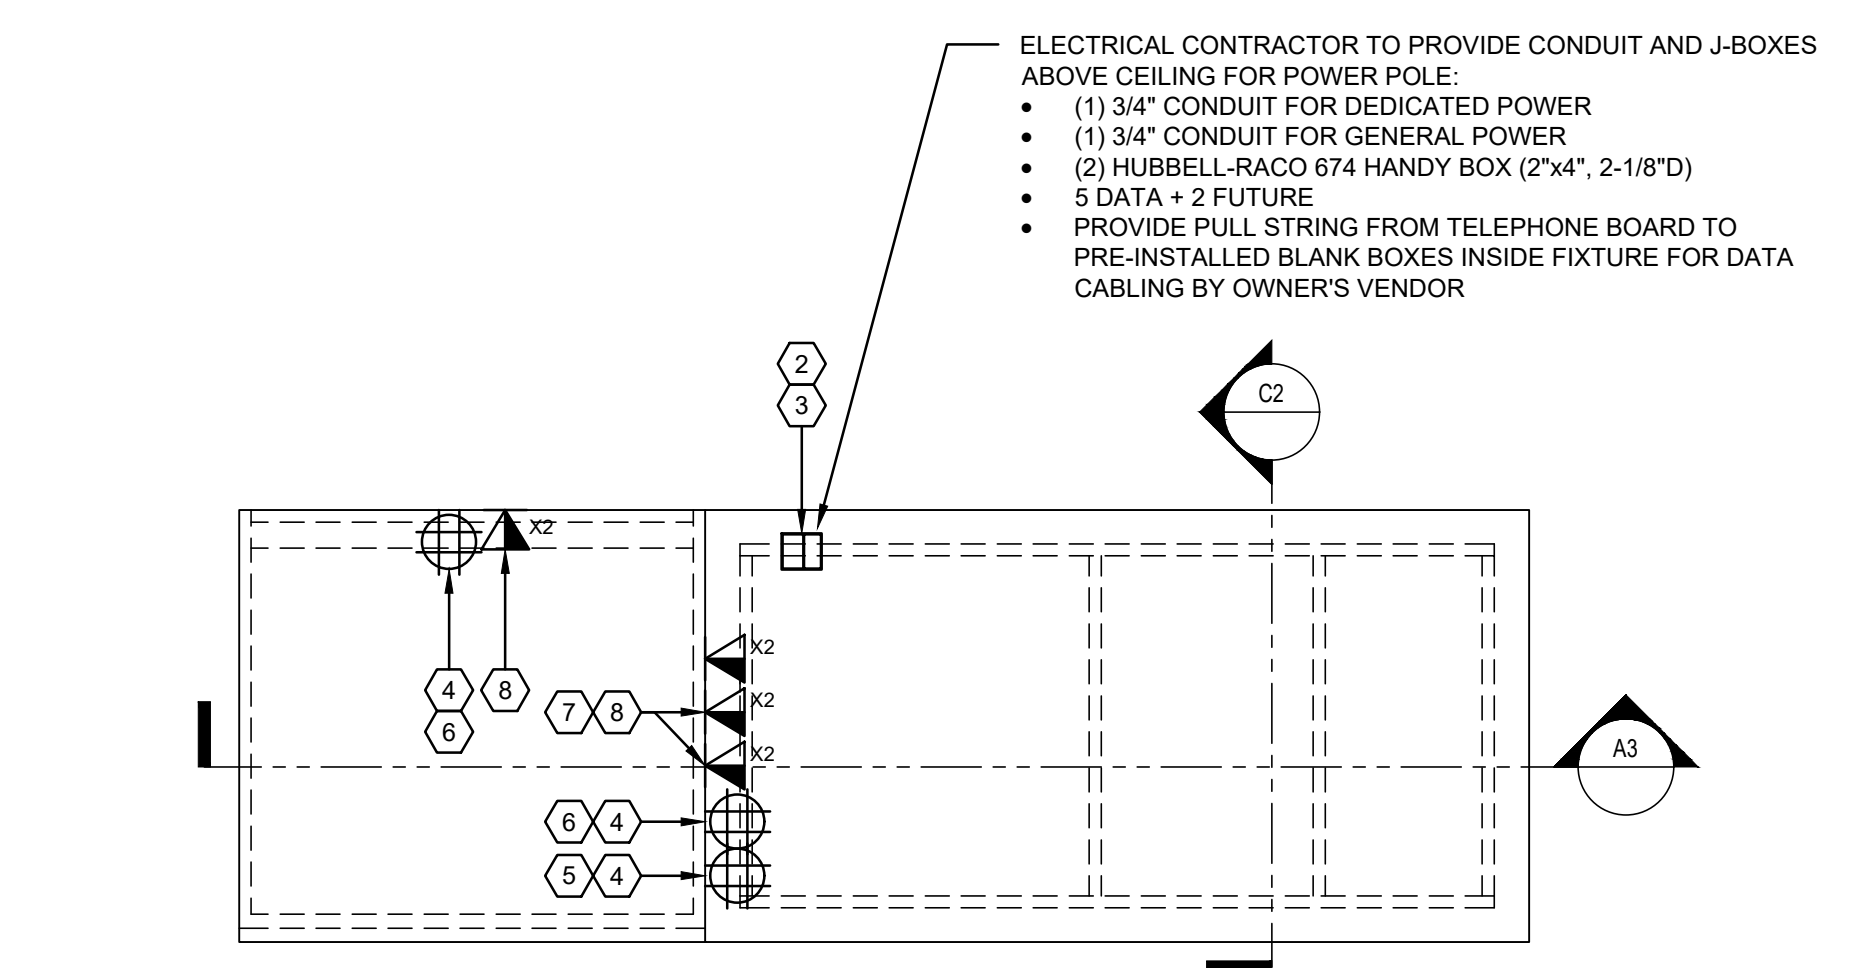 ELECTRICAL CONTRACTOR TO PROVIDE CONDUIT AND J-BOXES
ABOVE CEILING FOR POWER POLE:
• (1) 3/4" CONDUIT FOR DEDICATED POWER
• (1) 3/4" CONDUIT FOR GENERAL POWER
• (2) HUBBELL-RACO 674 HANDY BOX (2"x4", 2-1/8"D)
• 5 DATA + 2 FUTURE
• PROVIDE PULL STRING FROM TELEPHONE BOARD TO
PRE-INSTALLED BLANK BOXES INSIDE FIXTURE FOR DATA
CABLING BY OWNER'S VENDOR
2
3
C2
X2
X2
4
8
6
7 8
X2
X2
A3
6 4
5 4